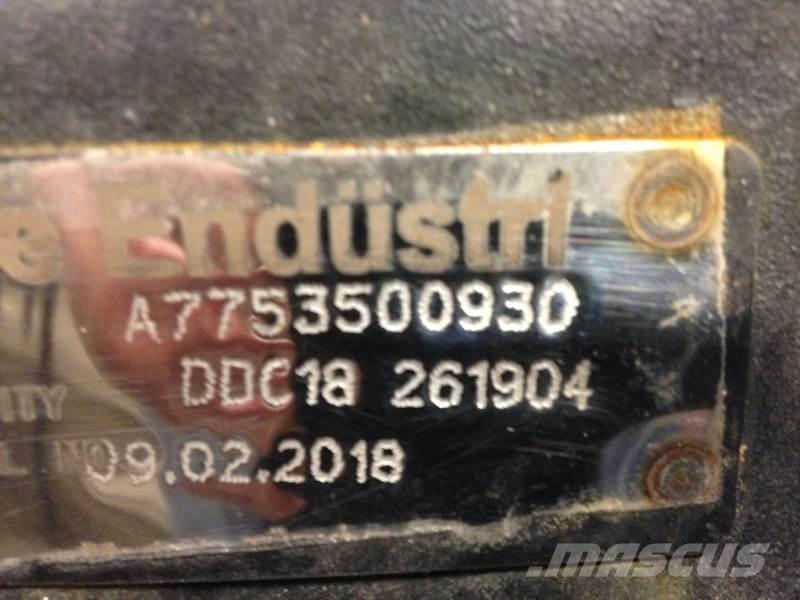 e Endüstri
A7753500930
DDC18 261904
09.02.2018
MASCUS